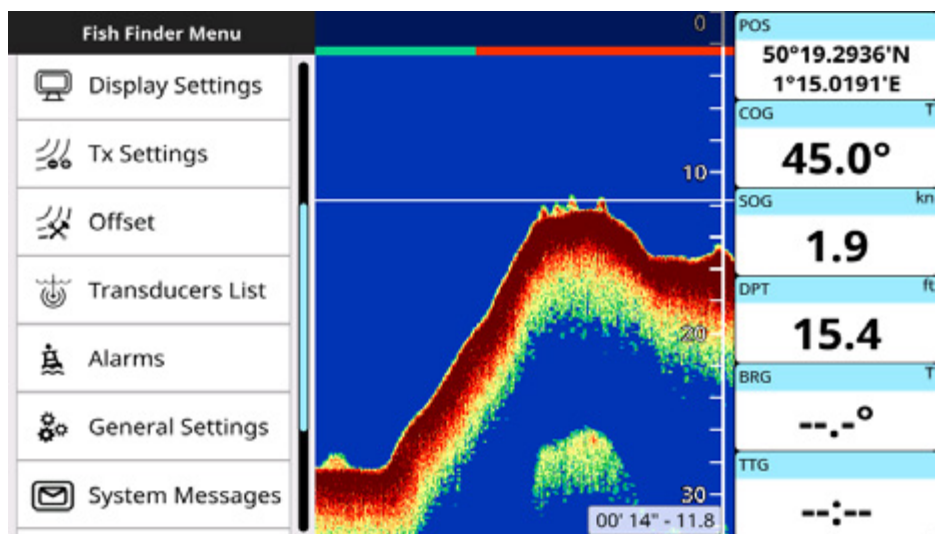 Fish Finder Menu
Display Settings
Tx Settings
Offset
Transducers List
Alarms
General Settings
System Messages
0
10
20
30
00' 14" - 11.8
POS
50°19.2936'N
1°15.0191'E
COG T
45.0°
SOG kn
1.9
DPT ft
15.4
BRG T
--.-°
TTG
--:--